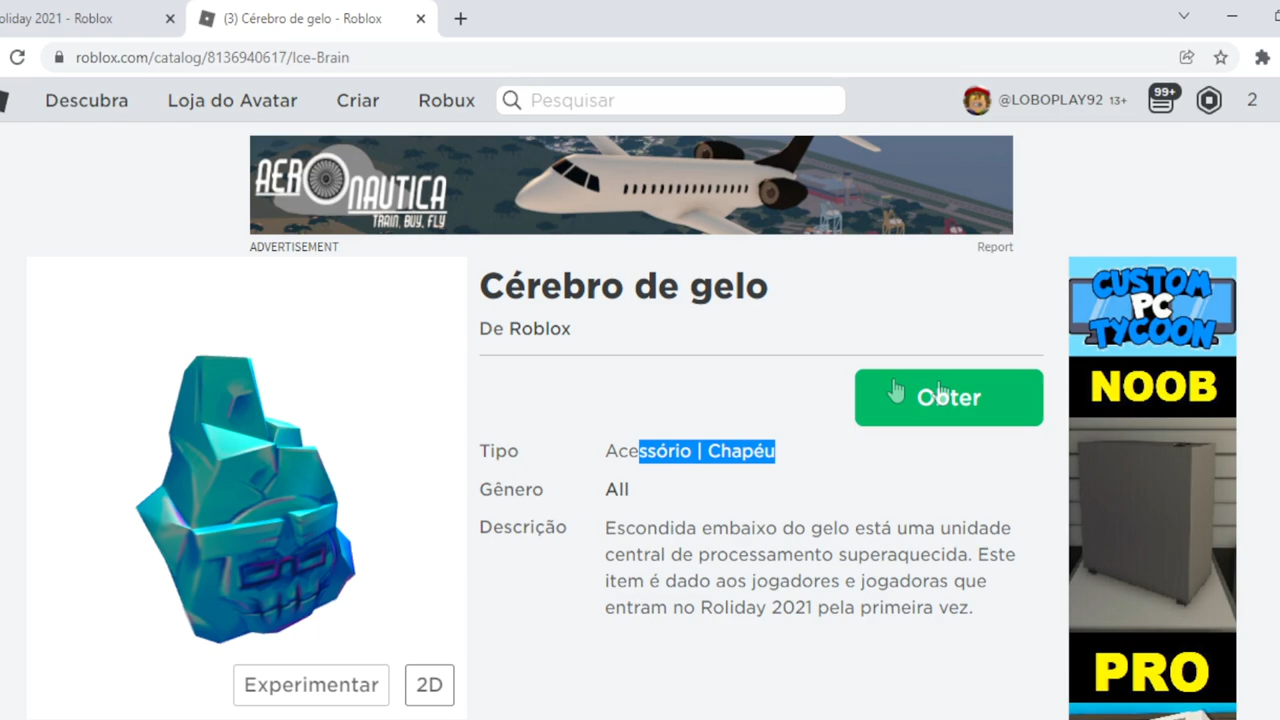 oliday 2021 - Roblox
(3) Cérebro de gelo - Roblox
roblox.com/catalog/8136940617/Ice-Brain
Descubra
Loja do Avatar
Criar
Robux
Pesquisar
@LOBOPLAY92 13+
99+
2
AERONAUTICA
TRAIN, BUY, FLY
ADVERTISEMENT
Report
Cérebro de gelo
De Roblox
Obter
Tipo
Acessório | Chapéu
Gênero
All
Descrição
Escondida embaixo do gelo está uma unidade
central de processamento superaquecida. Este
item é dado aos jogadores e jogadoras que
entram no Roliday 2021 pela primeira vez.
Experimentar
2D
CUSTOM
PC
TYCOON
NOOB
PRO